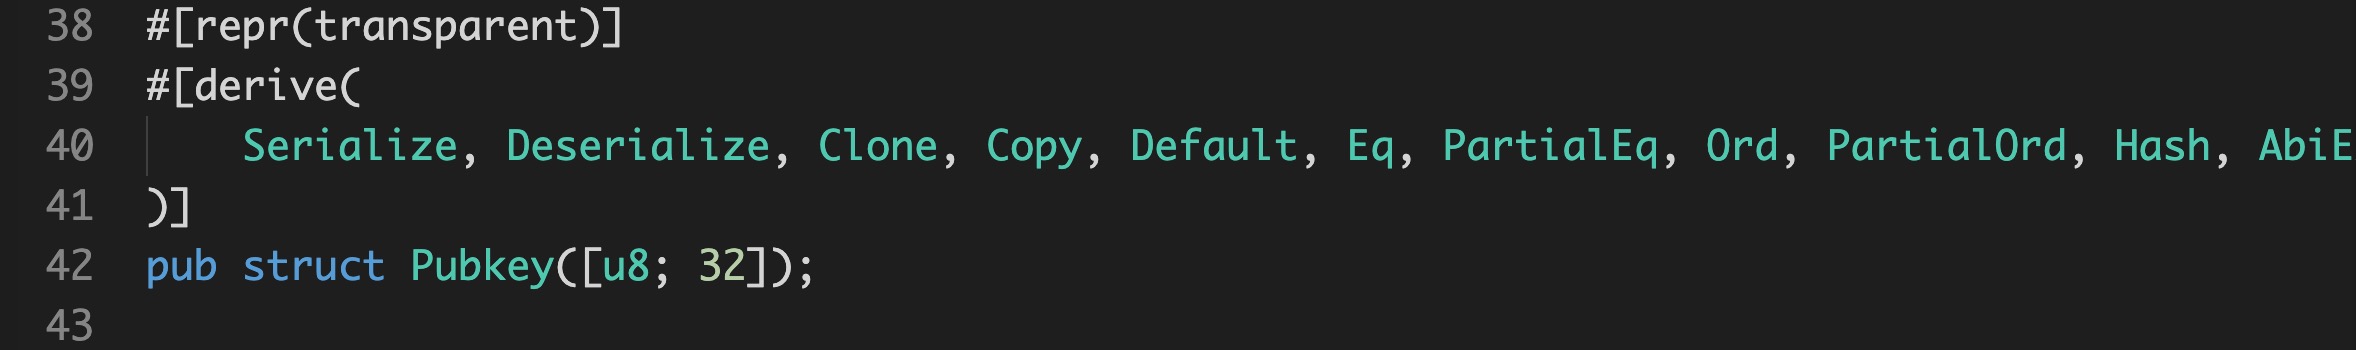 38 #[repr(transparent)]
39 #[derive(
40     Serialize, Deserialize, Clone, Copy, Default, Eq, PartialEq, Ord, PartialOrd, Hash, AbiE
41 )]
42 pub struct Pubkey([u8; 32]);
43